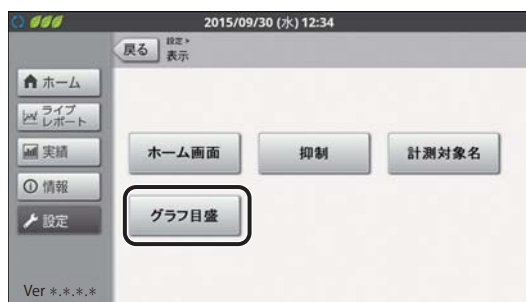 2015/09/30 (水) 12:34
戻る
設定>
表示
ホーム
ライブ
レポート
実績
情報
設定
ホーム画面
抑制
計測対象名
グラフ目盛
Ver *.*.*.*